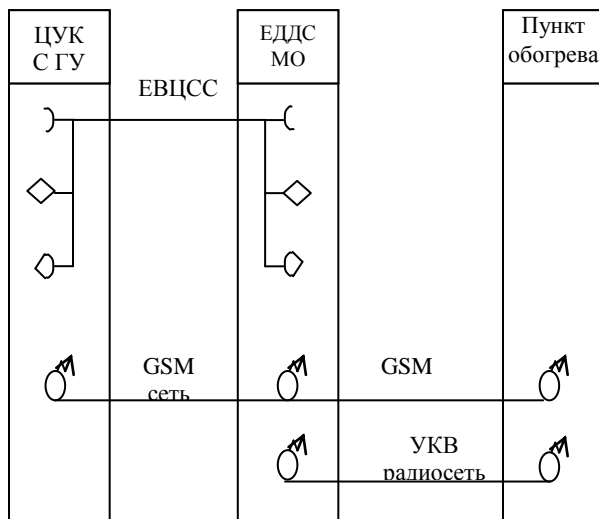 ЦУК
С ГУ
ЕДДС
МО
Пункт
обогрева
ЕВЦСС
GSM
сеть
GSM
УКВ
радиосеть